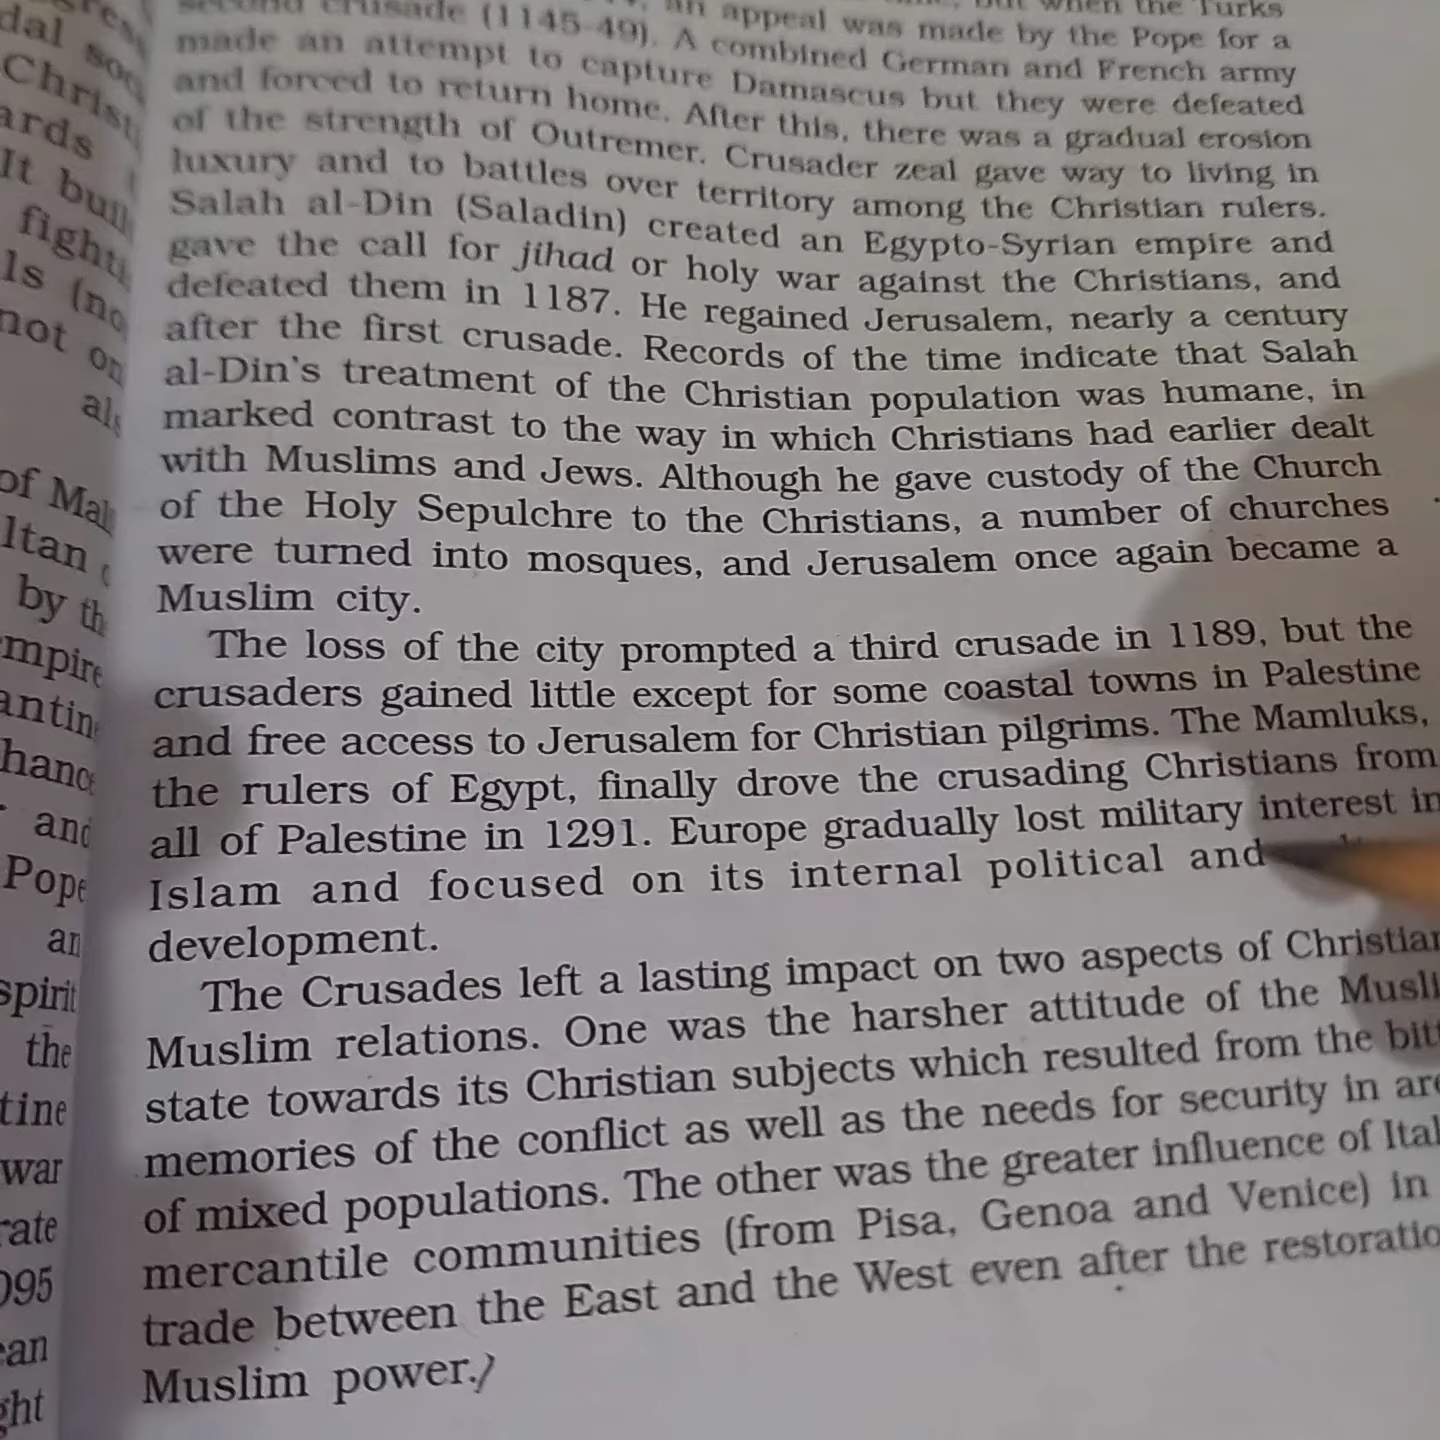 when the Turks
second crusade (1145-49), an appeal was made by the Pope for a
made an attempt to capture Damascus but they were defeated
A combined German and French army
and forced to return home. After this, there was a gradual erosion
of the strength of Outremer. Crusader zeal gave way to living in
luxury and to battles over territory among the Christian rulers.
Salah al-Din (Saladin) created an Egypto-Syrian empire and
gave the call for jihad or holy war against the Christians, and
defeated them in 1187. He regained Jerusalem, nearly a century
after the first crusade. Records of the time indicate that Salah
al-Din's treatment of the Christian population was humane, in
marked contrast to the way in which Christians had earlier dealt
with Muslims and Jews. Although he gave custody of the Church
of the Holy Sepulchre to the Christians, a number of churches
were turned into mosques, and Jerusalem once again became a
Muslim city.
The loss of the city prompted a third crusade in 1189, but the
crusaders gained little except for some coastal towns in Palestine
and free access to Jerusalem for Christian pilgrims. The Mamluks,
the rulers of Egypt, finally drove the crusading Christians from
all of Palestine in 1291. Europe gradually lost military interest in
Islam and focused on its internal political and
development.
The Crusades left a lasting impact on two aspects of Christian
Muslim relations. One was the harsher attitude of the Musli
state towards its Christian subjects which resulted from the bitt
memories of the conflict as well as the needs for security in are
of mixed populations. The other was the greater influence of Ital
mercantile communities (from Pisa, Genoa and Venice) in
trade between the East and the West even after the restoratio
Muslim power.